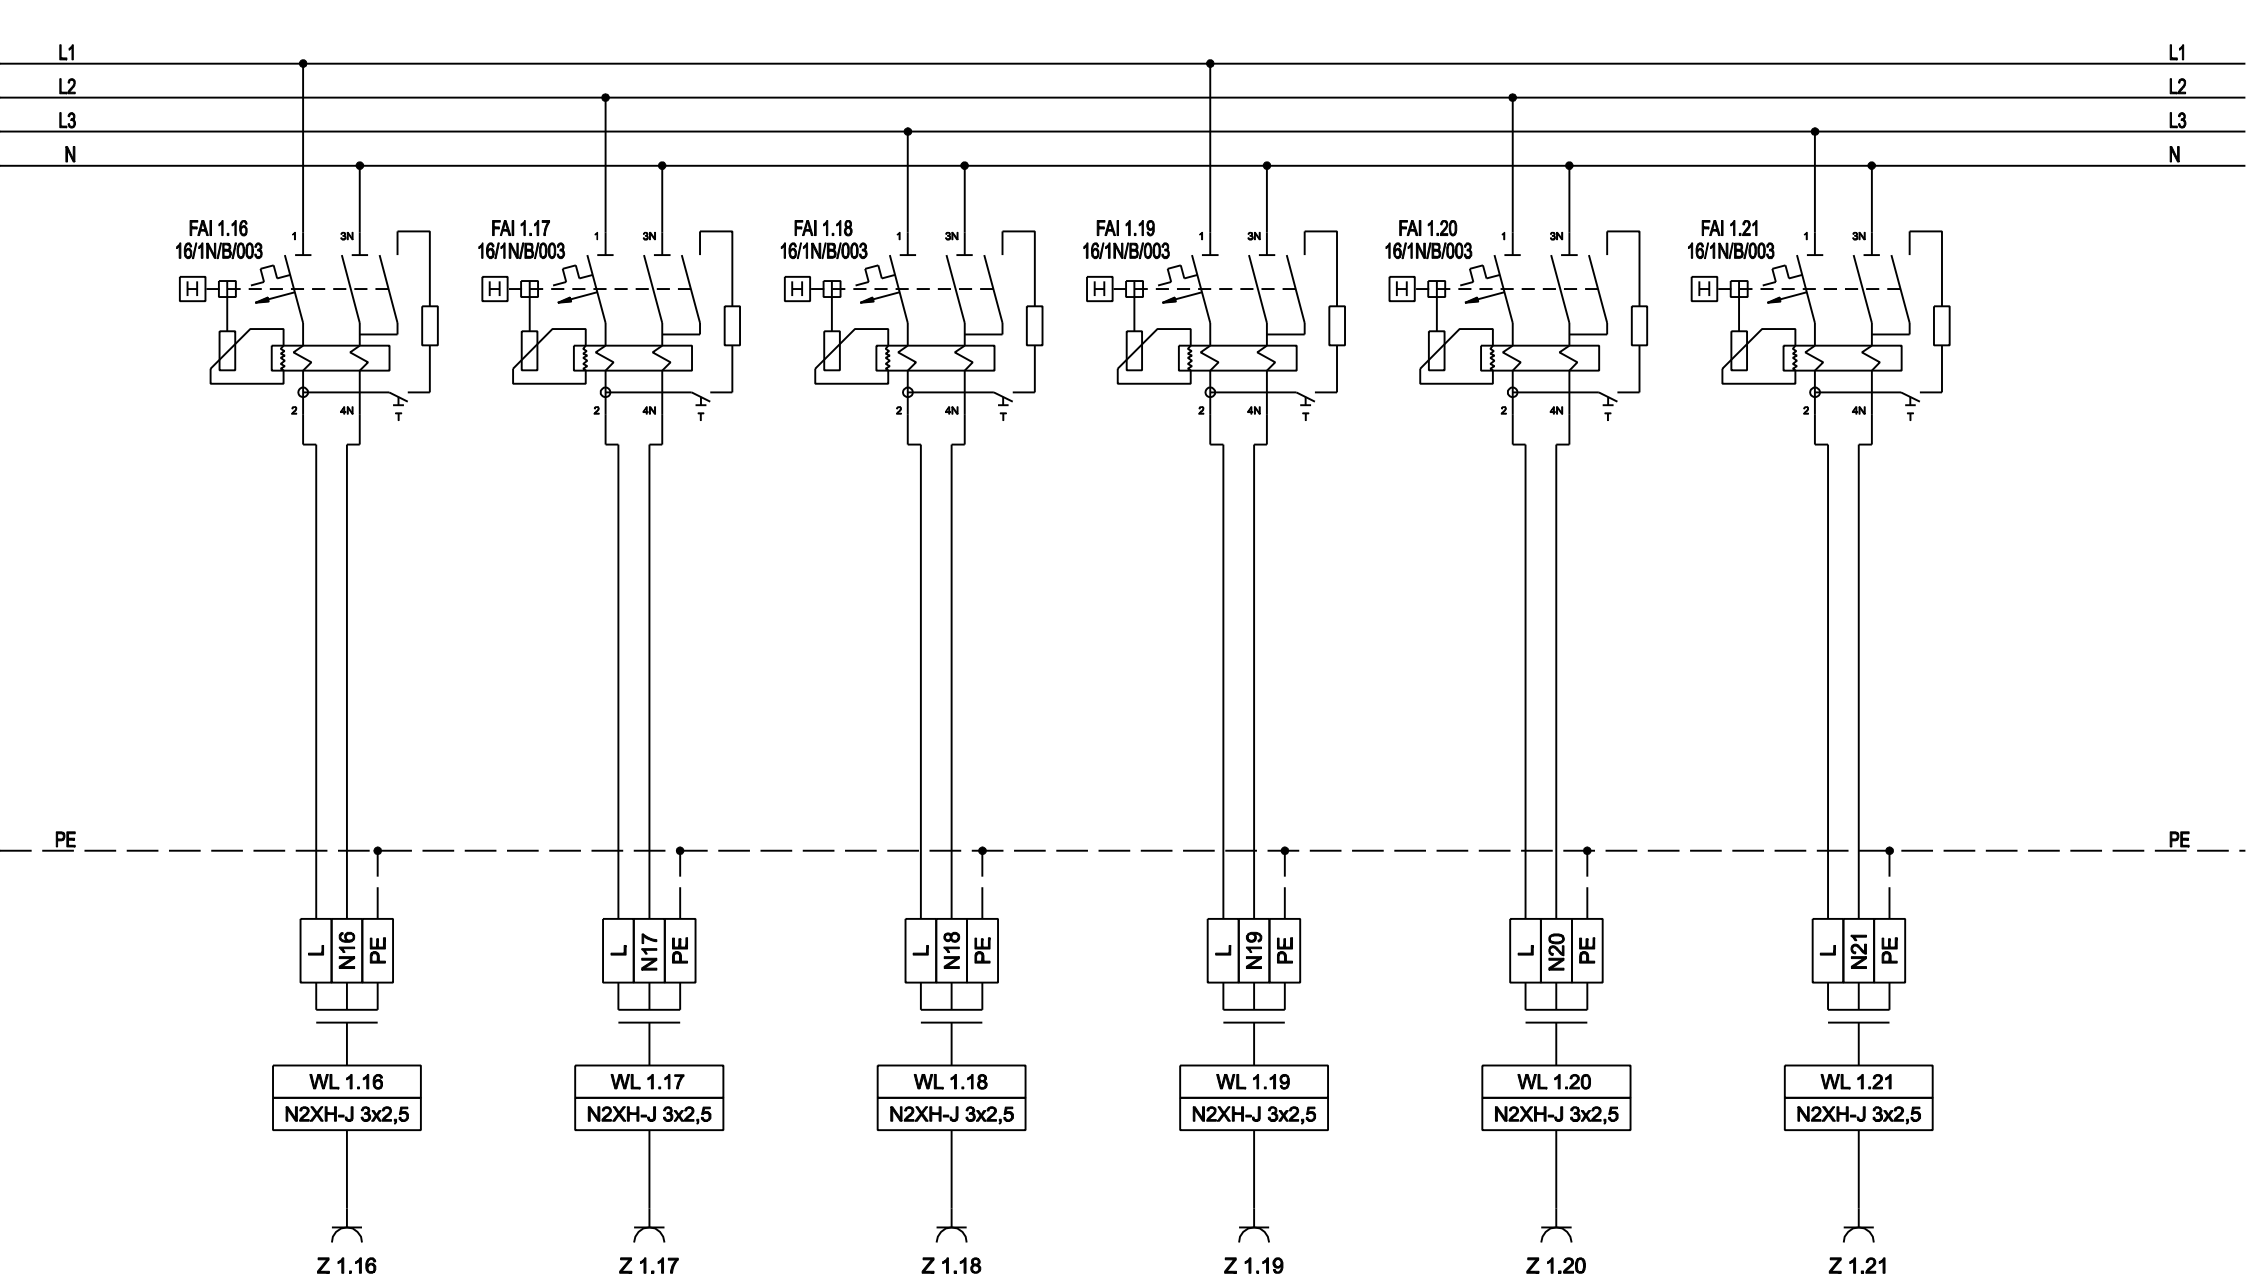 L1 L1
L2 L2
L3 L3
N N
FAI 1.16 FAI 1.17 FAI 1.18 FAI 1.19 FAI 1.20 FAI 1.21
1 3N 1 3N 1 3N 1 3N 1 3N 1 3N
16/1N/B/003 16/1N/B/003 16/1N/B/003 16/1N/B/003 16/1N/B/003 16/1N/B/003
H H H H H H
2 4N T 2 4N T 2 4N T 2 4N T 2 4N T 2 4N T
PE PE
L N16 PE L N17 PE L N18 PE L N19 PE L N20 PE L N21 PE
WL 1.16 WL 1.17 WL 1.18 WL 1.19 WL 1.20 WL 1.21
N2XH-J 3x2,5 N2XH-J 3x2,5 N2XH-J 3x2,5 N2XH-J 3x2,5 N2XH-J 3x2,5 N2XH-J 3x2,5
Z 1.16 Z 1.17 Z 1.18 Z 1.19 Z 1.20 Z 1.21